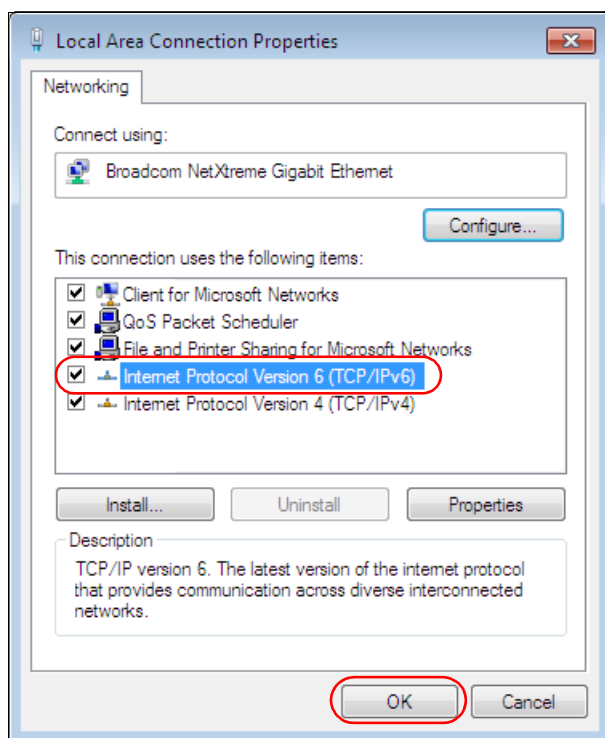 Local Area Connection Properties
Networking
Connect using:
Broadcom NetXtreme Gigabit Ethernet
Configure...
This connection uses the following items:
Client for Microsoft Networks
QoS Packet Scheduler
File and Printer Sharing for Microsoft Networks
Internet Protocol Version 6 (TCP/IPv6)
Internet Protocol Version 4 (TCP/IPv4)
Install...
Uninstall
Properties
Description
TCP/IP version 6. The latest version of the internet protocol
that provides communication across diverse interconnected
networks.
OK
Cancel